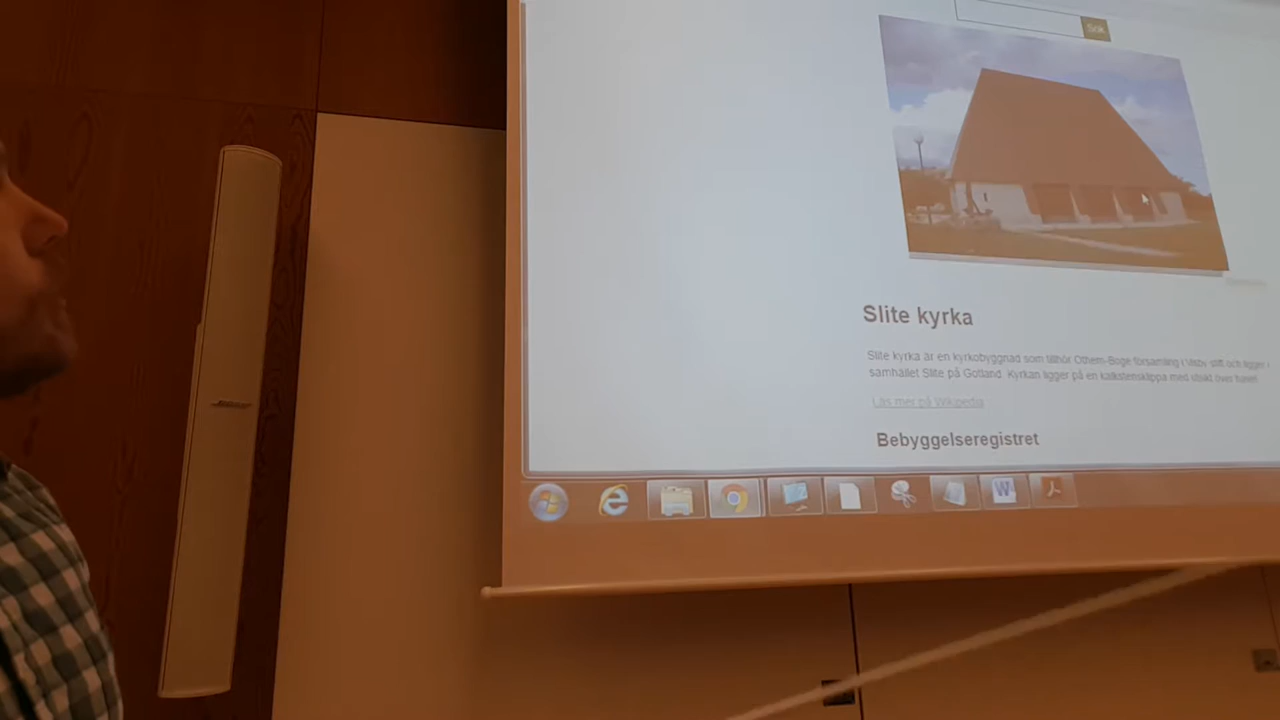 Sök
Slite kyrka
Slite kyrka är en kyrkobyggnad som tillhör Othem-Boge församling i Visby stift och ligger i
samhället Slite på Gotland. Kyrkan ligger på en kalkstensklippa med utsikt över havet.
Läs mer på Wikipedia
Bebyggelseregistret